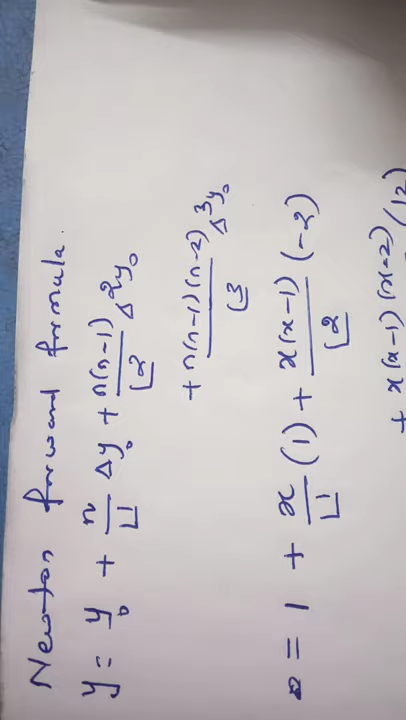 Newton forward formula.
y = y₀ + n/⌊1 Δy₀ + n(n-1)/⌊2 Δ²y₀
+ n(n-1)(n-2)/⌊3 Δ³y₀
= 1 + x/⌊1 (1) + x(x-1)/⌊2 (-2)
+ x(x-1)(x-2) (12)